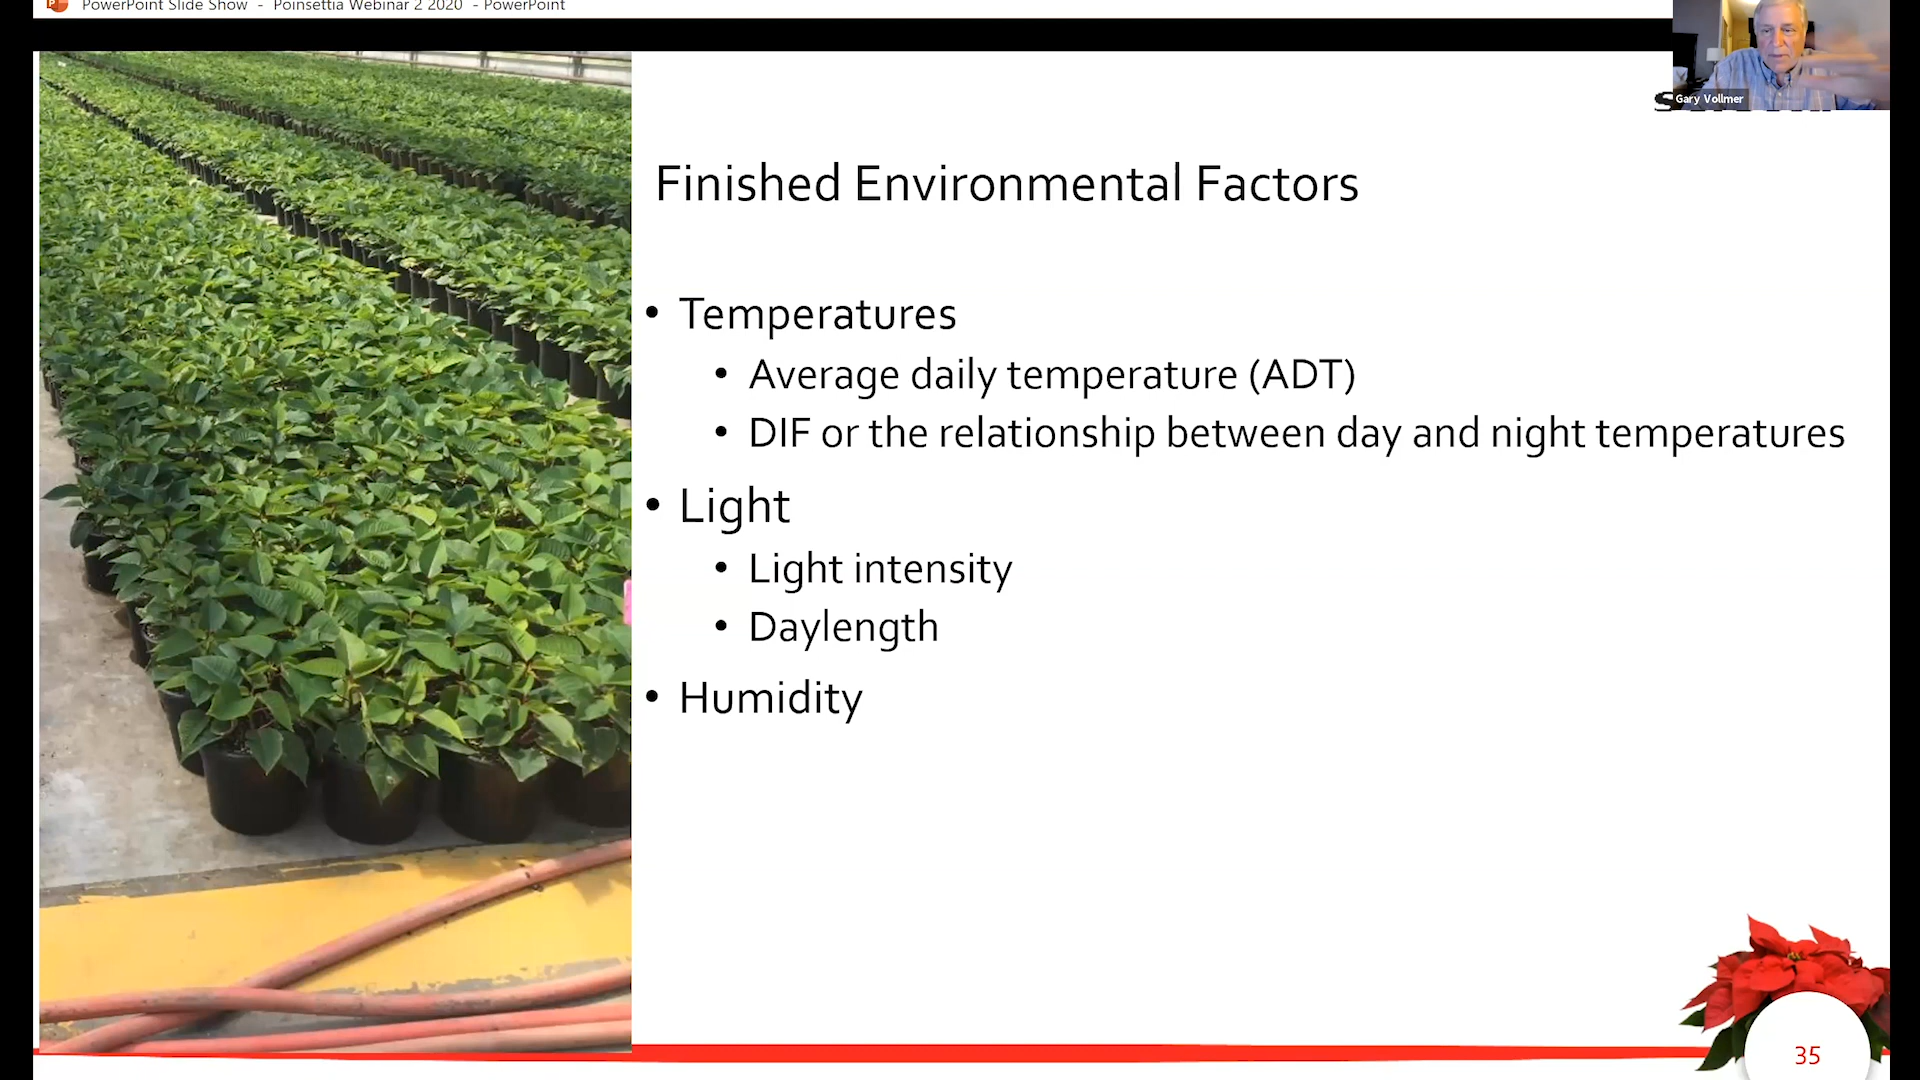 PowerPoint Slide Show - Poinsettia Webinar 2 2020 - PowerPoint
Gary Vollmer
Finished Environmental Factors
• Temperatures
• Average daily temperature (ADT)
• DIF or the relationship between day and night temperatures
• Light
• Light intensity
• Daylength
• Humidity
35